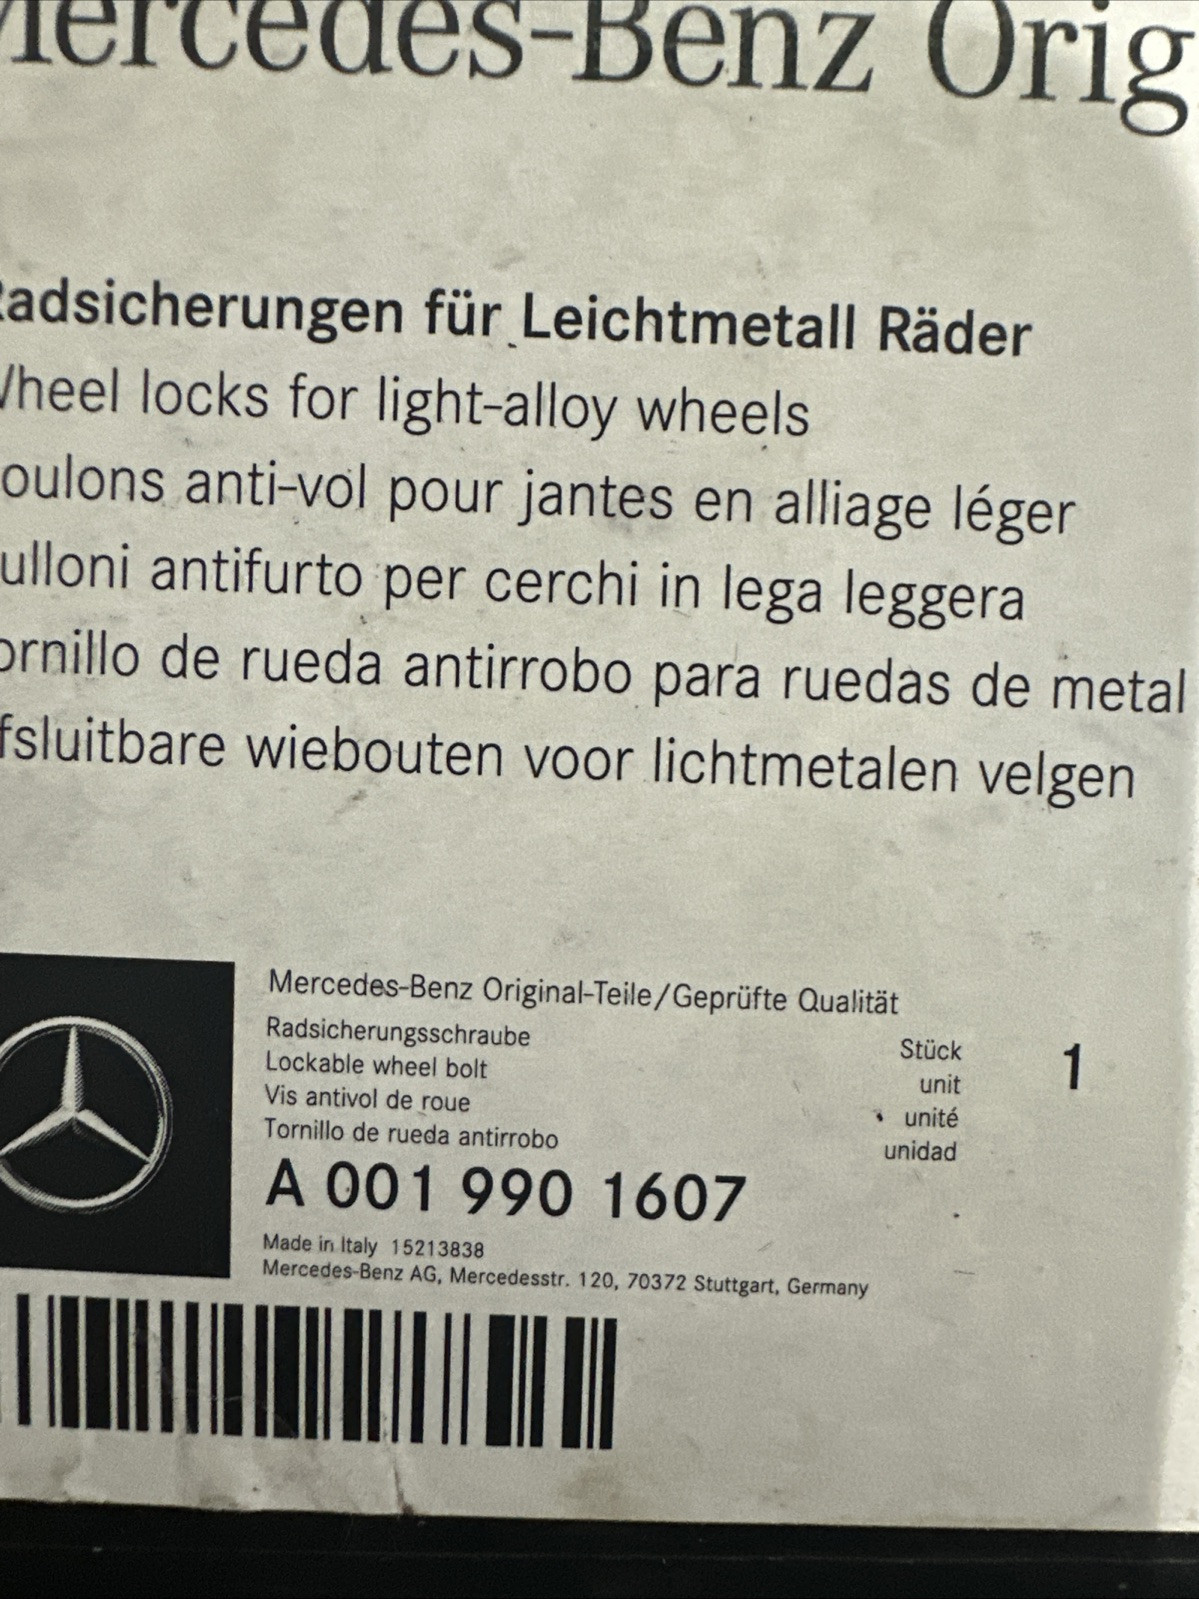 Mercedes-Benz Orig
Radsicherungen für Leichtmetall Räder
Wheel locks for light-alloy wheels
oulons anti-vol pour jantes en alliage léger
ulloni antifurto per cerchi in lega leggera
ornillo de rueda antirrobo para ruedas de metal
fsluitbare wiebouten voor lichtmetalen velgen
Mercedes-Benz Original-Teile/Geprüfte Qualität
Radsicherungsschraube
Lockable wheel bolt
Vis antivol de roue
Tornillo de rueda antirrobo
Stück
unit
unité
unidad
1
A 001 990 1607
Made in Italy 15213838
Mercedes-Benz AG, Mercedesstr. 120, 70372 Stuttgart, Germany